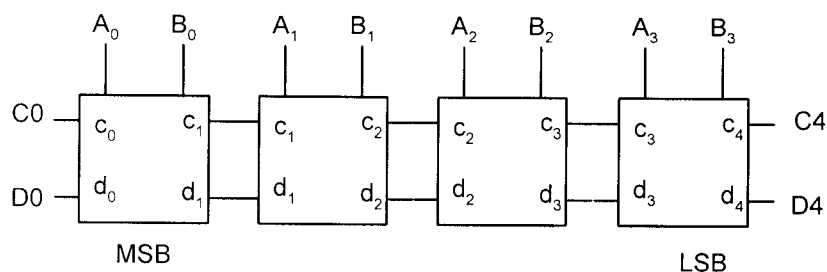 A₀ B₀ A₁ B₁ A₂ B₂ A₃ B₃
C0 c₀ c₁ c₁ c₂ c₂ c₃ c₃ c₄ C4
D0 d₀ d₁ d₁ d₂ d₂ d₃ d₃ d₄ D4
MSB LSB